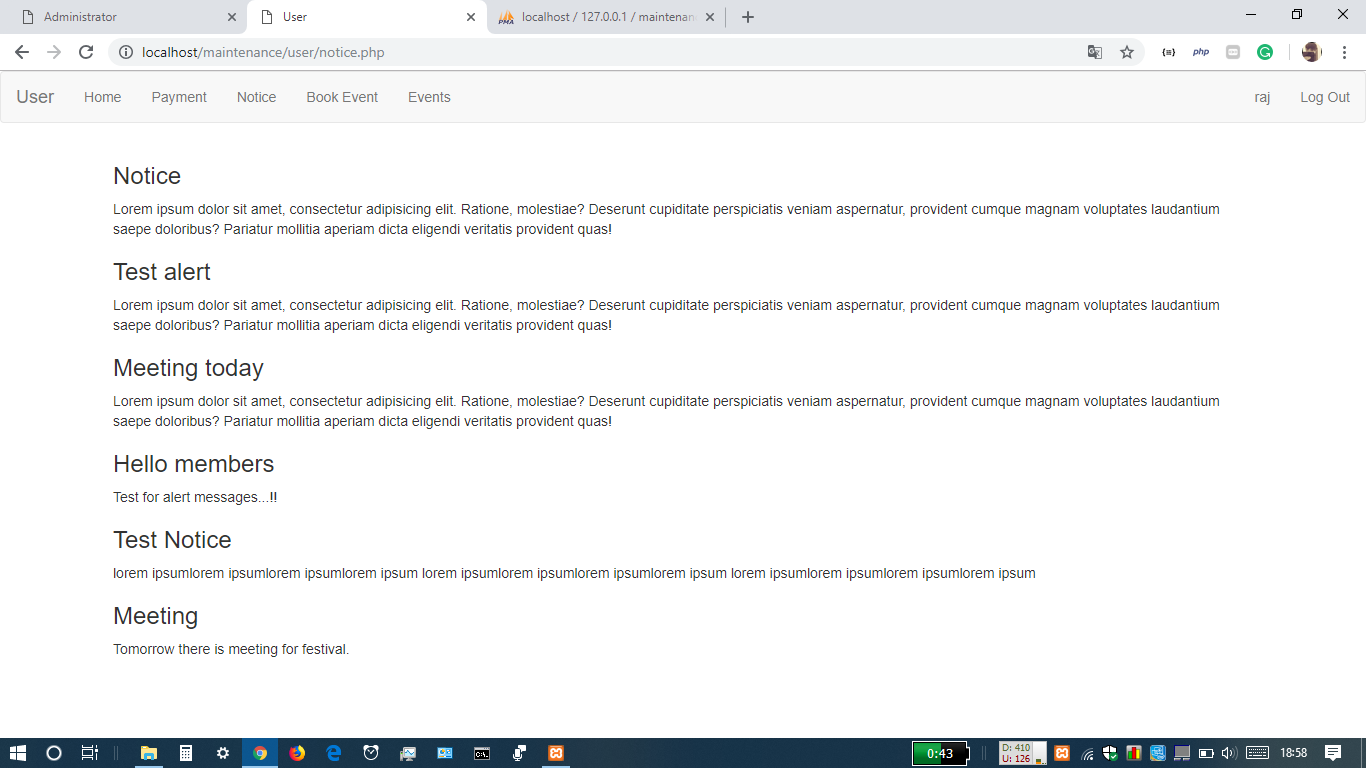 Administrator
User
localhost / 127.0.0.1 / maintenan
localhost/maintenance/user/notice.php
php
User
Home
Payment
Notice
Book Event
Events
raj
Log Out
Notice
Lorem ipsum dolor sit amet, consectetur adipisicing elit. Ratione, molestiae? Deserunt cupiditate perspiciatis veniam aspernatur, provident cumque magnam voluptates laudantium
saepe doloribus? Pariatur mollitia aperiam dicta eligendi veritatis provident quas!
Test alert
Lorem ipsum dolor sit amet, consectetur adipisicing elit. Ratione, molestiae? Deserunt cupiditate perspiciatis veniam aspernatur, provident cumque magnam voluptates laudantium
saepe doloribus? Pariatur mollitia aperiam dicta eligendi veritatis provident quas!
Meeting today
Lorem ipsum dolor sit amet, consectetur adipisicing elit. Ratione, molestiae? Deserunt cupiditate perspiciatis veniam aspernatur, provident cumque magnam voluptates laudantium
saepe doloribus? Pariatur mollitia aperiam dicta eligendi veritatis provident quas!
Hello members
Test for alert messages...!!
Test Notice
lorem ipsumlorem ipsumlorem ipsumlorem ipsum lorem ipsumlorem ipsumlorem ipsumlorem ipsum lorem ipsumlorem ipsumlorem ipsumlorem ipsum
Meeting
Tomorrow there is meeting for festival.
0:43
D: 410
U: 126
18:58